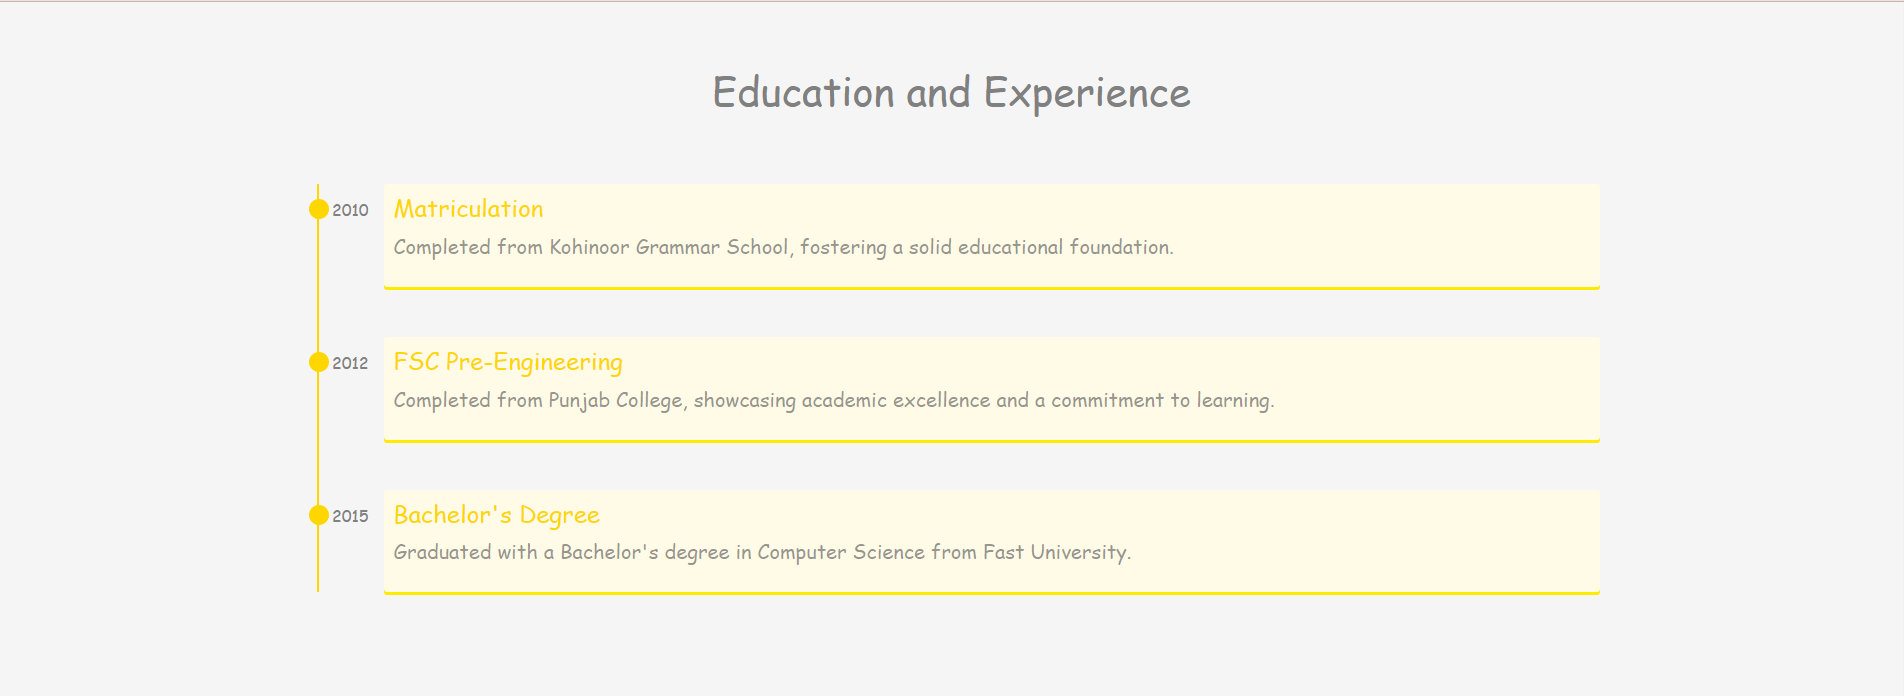 Education and Experience
2010
Matriculation
Completed from Kohinoor Grammar School, fostering a solid educational foundation.
2012
FSC Pre-Engineering
Completed from Punjab College, showcasing academic excellence and a commitment to learning.
2015
Bachelor's Degree
Graduated with a Bachelor's degree in Computer Science from Fast University.